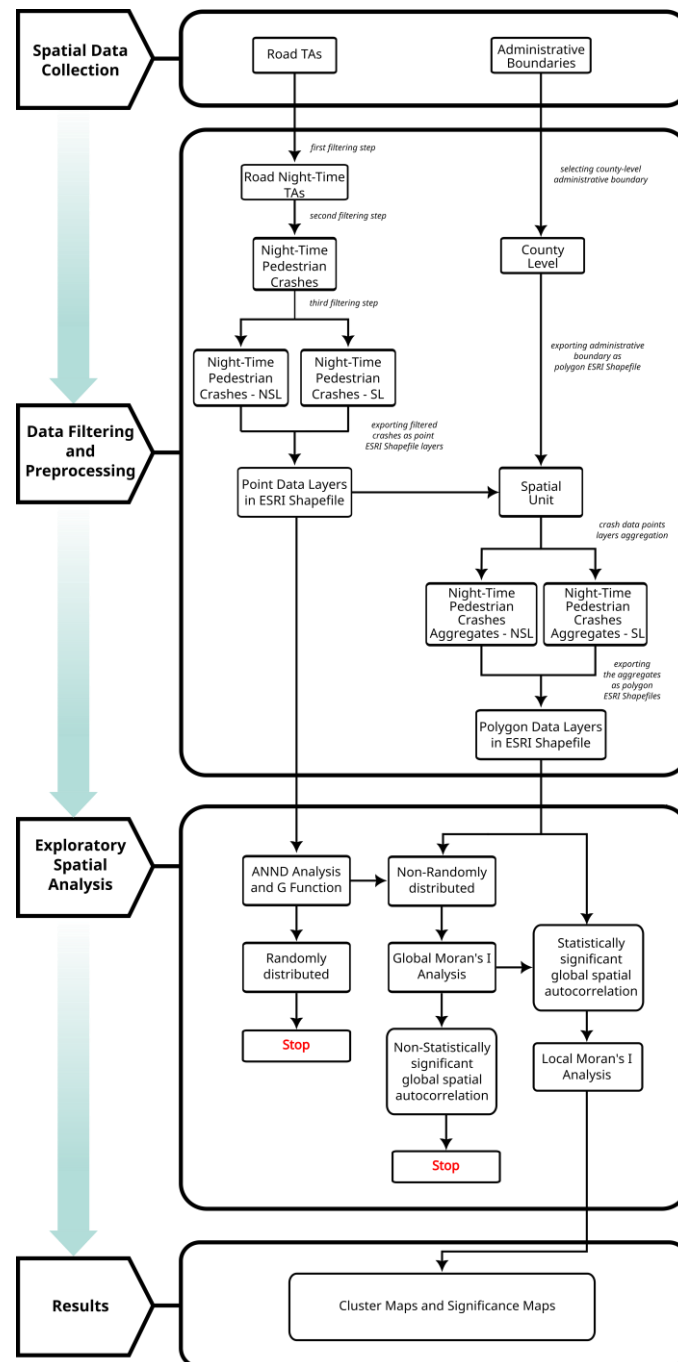 Spatial Data
Collection
Road TAs
Administrative
Boundaries
first filtering step
Road Night-Time
TAs
selecting county-level
administrative boundary
second filtering step
Night-Time
Pedestrian
Crashes
County
Level
third filtering step
Night-Time
Pedestrian
Crashes - NSL
Night-Time
Pedestrian
Crashes - SL
exporting administrative
boundary as
polygon ESRI Shapefile
Data Filtering
and
Preprocessing
exporting filtered
crashes as point
ESRI Shapefile layers
Point Data Layers
in ESRI Shapefile
Spatial
Unit
crash data points
layers aggregation
Night-Time
Pedestrian
Crashes
Aggregates - NSL
Night-Time
Pedestrian
Crashes
Aggregates - SL
exporting
the aggregates
as polygon
ESRI Shapefiles
Polygon Data Layers
in ESRI Shapefile
Exploratory
Spatial
Analysis
ANND Analysis
and G Function
Non-Randomly
distributed
Randomly
distributed
Global Moran's I
Analysis
Statistically
significant
global spatial
autocorrelation
Stop
Non-Statistically
significant
global spatial
autocorrelation
Local Moran's I
Analysis
Stop
Results
Cluster Maps and Significance Maps